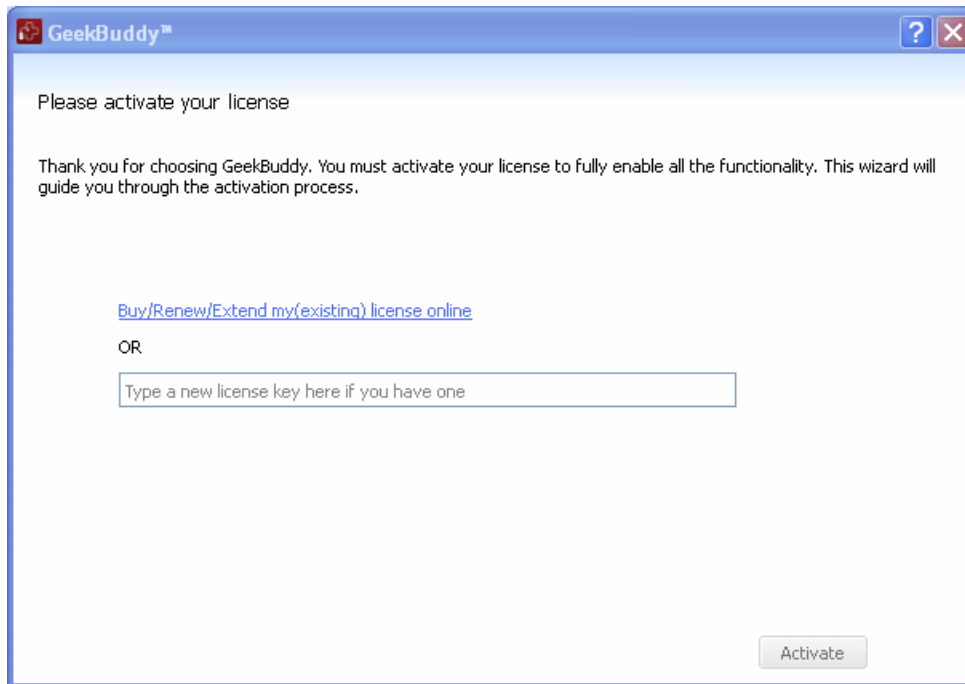 GeekBuddy™
?
Please activate your license
Thank you for choosing GeekBuddy. You must activate your license to fully enable all the functionality. This wizard will
guide you through the activation process.
Buy/Renew/Extend my(existing) license online
OR
Type a new license key here if you have one
Activate